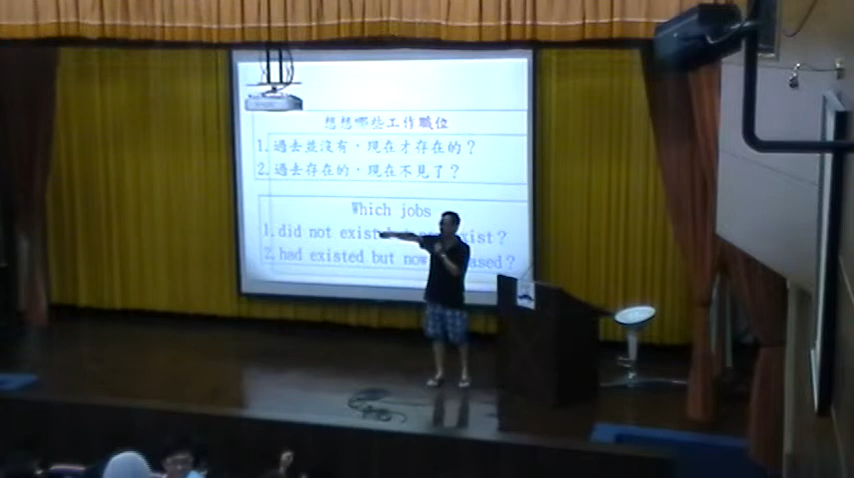 想想哪些工作職位
1. 過去並沒有，現在才存在的？
2. 過去存在的，現在不見了？
Which jobs
1. did not exist but now exist?
2. had existed but now ?